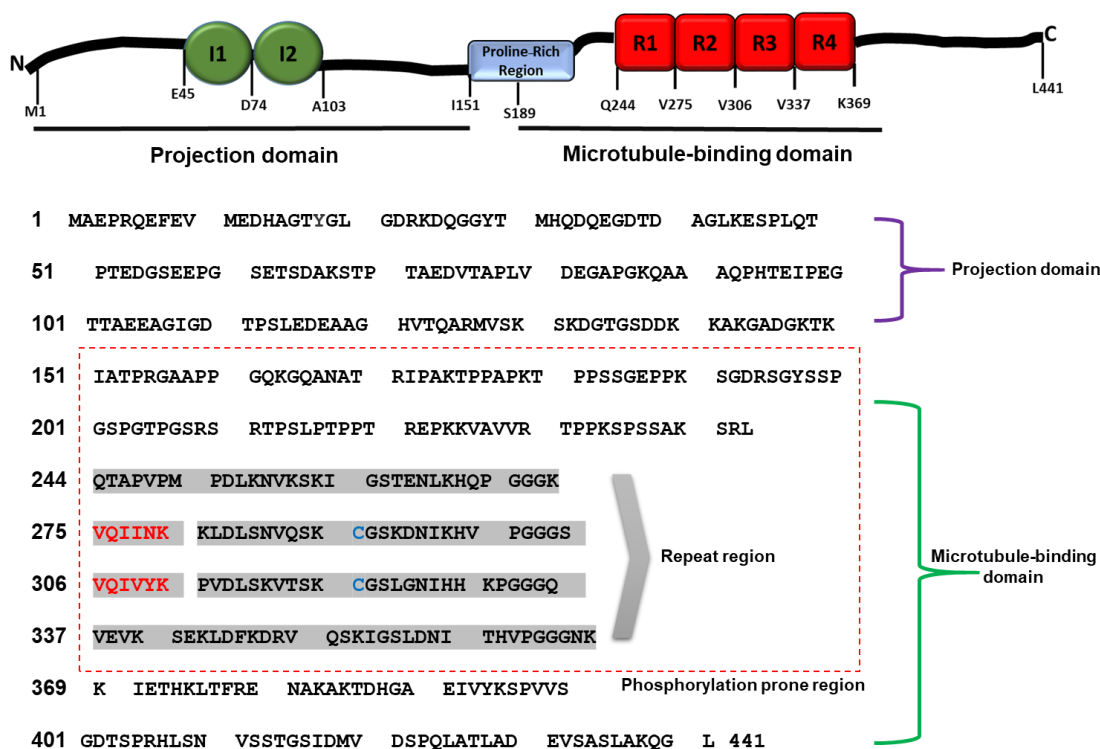 I1 I2 Proline-Rich Region R1 R2 R3 R4 C
N
M1 E45 D74 A103 I151 S189 Q244 V275 V306 V337 K369 L441
Projection domain Microtubule-binding domain
1 MAEPRQEFEV MEDHAGTYGL GDRKDQGGYT MHQDQEGDTD AGLKESPLQT
51 PTEDGSEEPG SETSDAKSTP TAEDVTAPLV DEGAPGKQAA AQPHTEIPEG
Projection domain
101 TTAEEAGIGD TPSLEDEAAG HVTQARMVSK SKDGTGSDDK KAKGADGKTK
151 IATPRGAAPP GQKGQANAT RIPAKTPPAPKT PPSSGEPPK SGDRSGYSSP
201 GSPGTPGSRS RTPSLPTPPT REPKKVAVVR TPPKSPSSAK SRL
244 QTAPVPM PDLKNVKSKI GSTENLKHQP GGGK
275 VQIINK KLDLSNVQSK CGSKDNIKHV PGGGS
Repeat region
Microtubule-binding domain
306 VQIVYK PVDLSKVTSK CGSLGNIHH KPGGGQ
337 VEVK SEKLDFKDRV QSKIGSLDNI THVPGGGNK
369 K IETHKLTFRE NAKAKTDHGA EIVYKSPVVS
Phosphorylation prone region
401 GDTSPRHLSN VSSTGSIDMV DSPQLATLAD EVSASLAKQG L 441